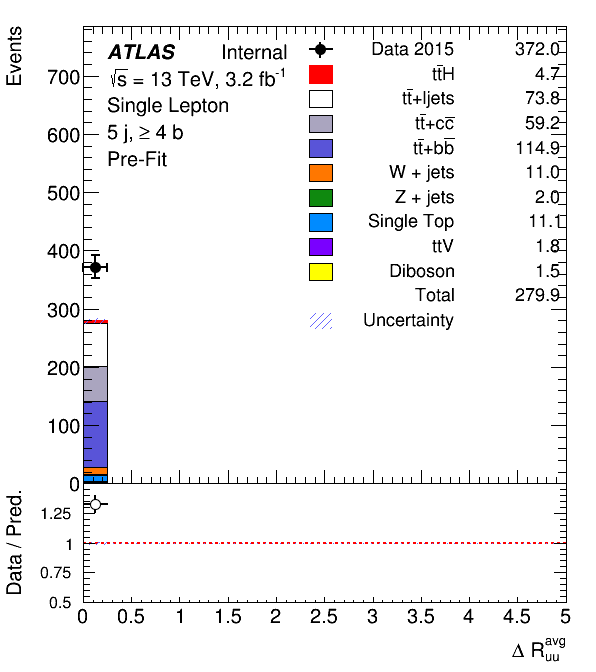 Events
ATLAS Internal
√s = 13 TeV, 3.2 fb⁻¹
Single Lepton
5 j, ≥ 4 b
Pre-Fit
Data 2015 372.0
tt̄H 4.7
tt̄+ljets 73.8
tt̄+cc̄ 59.2
tt̄+bb̄ 114.9
W + jets 11.0
Z + jets 2.0
Single Top 11.1
ttV 1.8
Diboson 1.5
Total 279.9
Uncertainty
700
600
500
400
300
200
100
0
Data / Pred.
1.25
1
0.75
0.5
0 0.5 1 1.5 2 2.5 3 3.5 4 4.5 5
Δ R_uu^avg